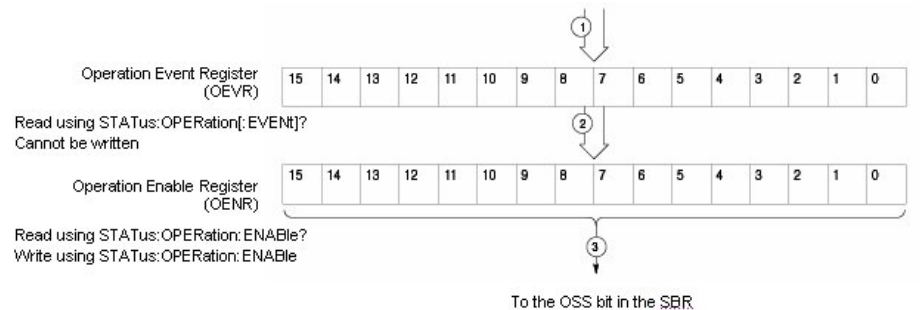 1
Operation Event Register
(OEVR)
15 14 13 12 11 10 9 8 7 6 5 4 3 2 1 0
Read using STATus:OPERation[:EVENt]?
Cannot be written
2
Operation Enable Register
(OENR)
15 14 13 12 11 10 9 8 7 6 5 4 3 2 1 0
Read using STATus:OPERation:ENABle?
Write using STATus:OPERation:ENABle
3
To the OSS bit in the SBR